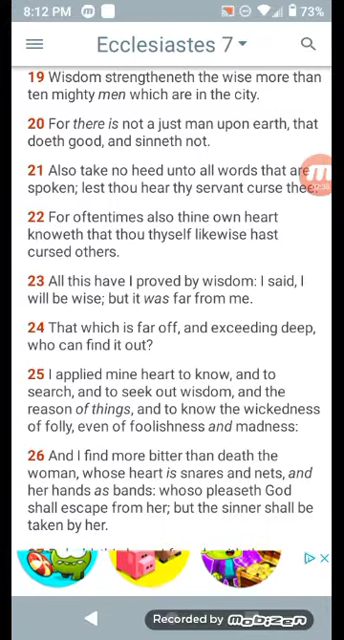 8:12 PM 73%
Ecclesiastes 7
19 Wisdom strengtheneth the wise more than
ten mighty men which are in the city.
20 For there is not a just man upon earth, that
doeth good, and sinneth not.
21 Also take no heed unto all words that are
spoken; lest thou hear thy servant curse thee:
22 For oftentimes also thine own heart
knoweth that thou thyself likewise hast
cursed others.
23 All this have I proved by wisdom: I said, I
will be wise; but it was far from me.
24 That which is far off, and exceeding deep,
who can find it out?
25 I applied mine heart to know, and to
search, and to seek out wisdom, and the
reason of things, and to know the wickedness
of folly, even of foolishness and madness:
26 And I find more bitter than death the
woman, whose heart is snares and nets, and
her hands as bands: whoso pleaseth God
shall escape from her; but the sinner shall be
taken by her.
Recorded by mobizen